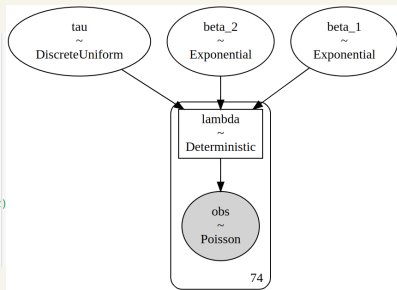 tau
~
DiscreteUniform
beta_2
~
Exponential
beta_1
~
Exponential
lambda
~
Deterministic
)
obs
~
Poisson
74